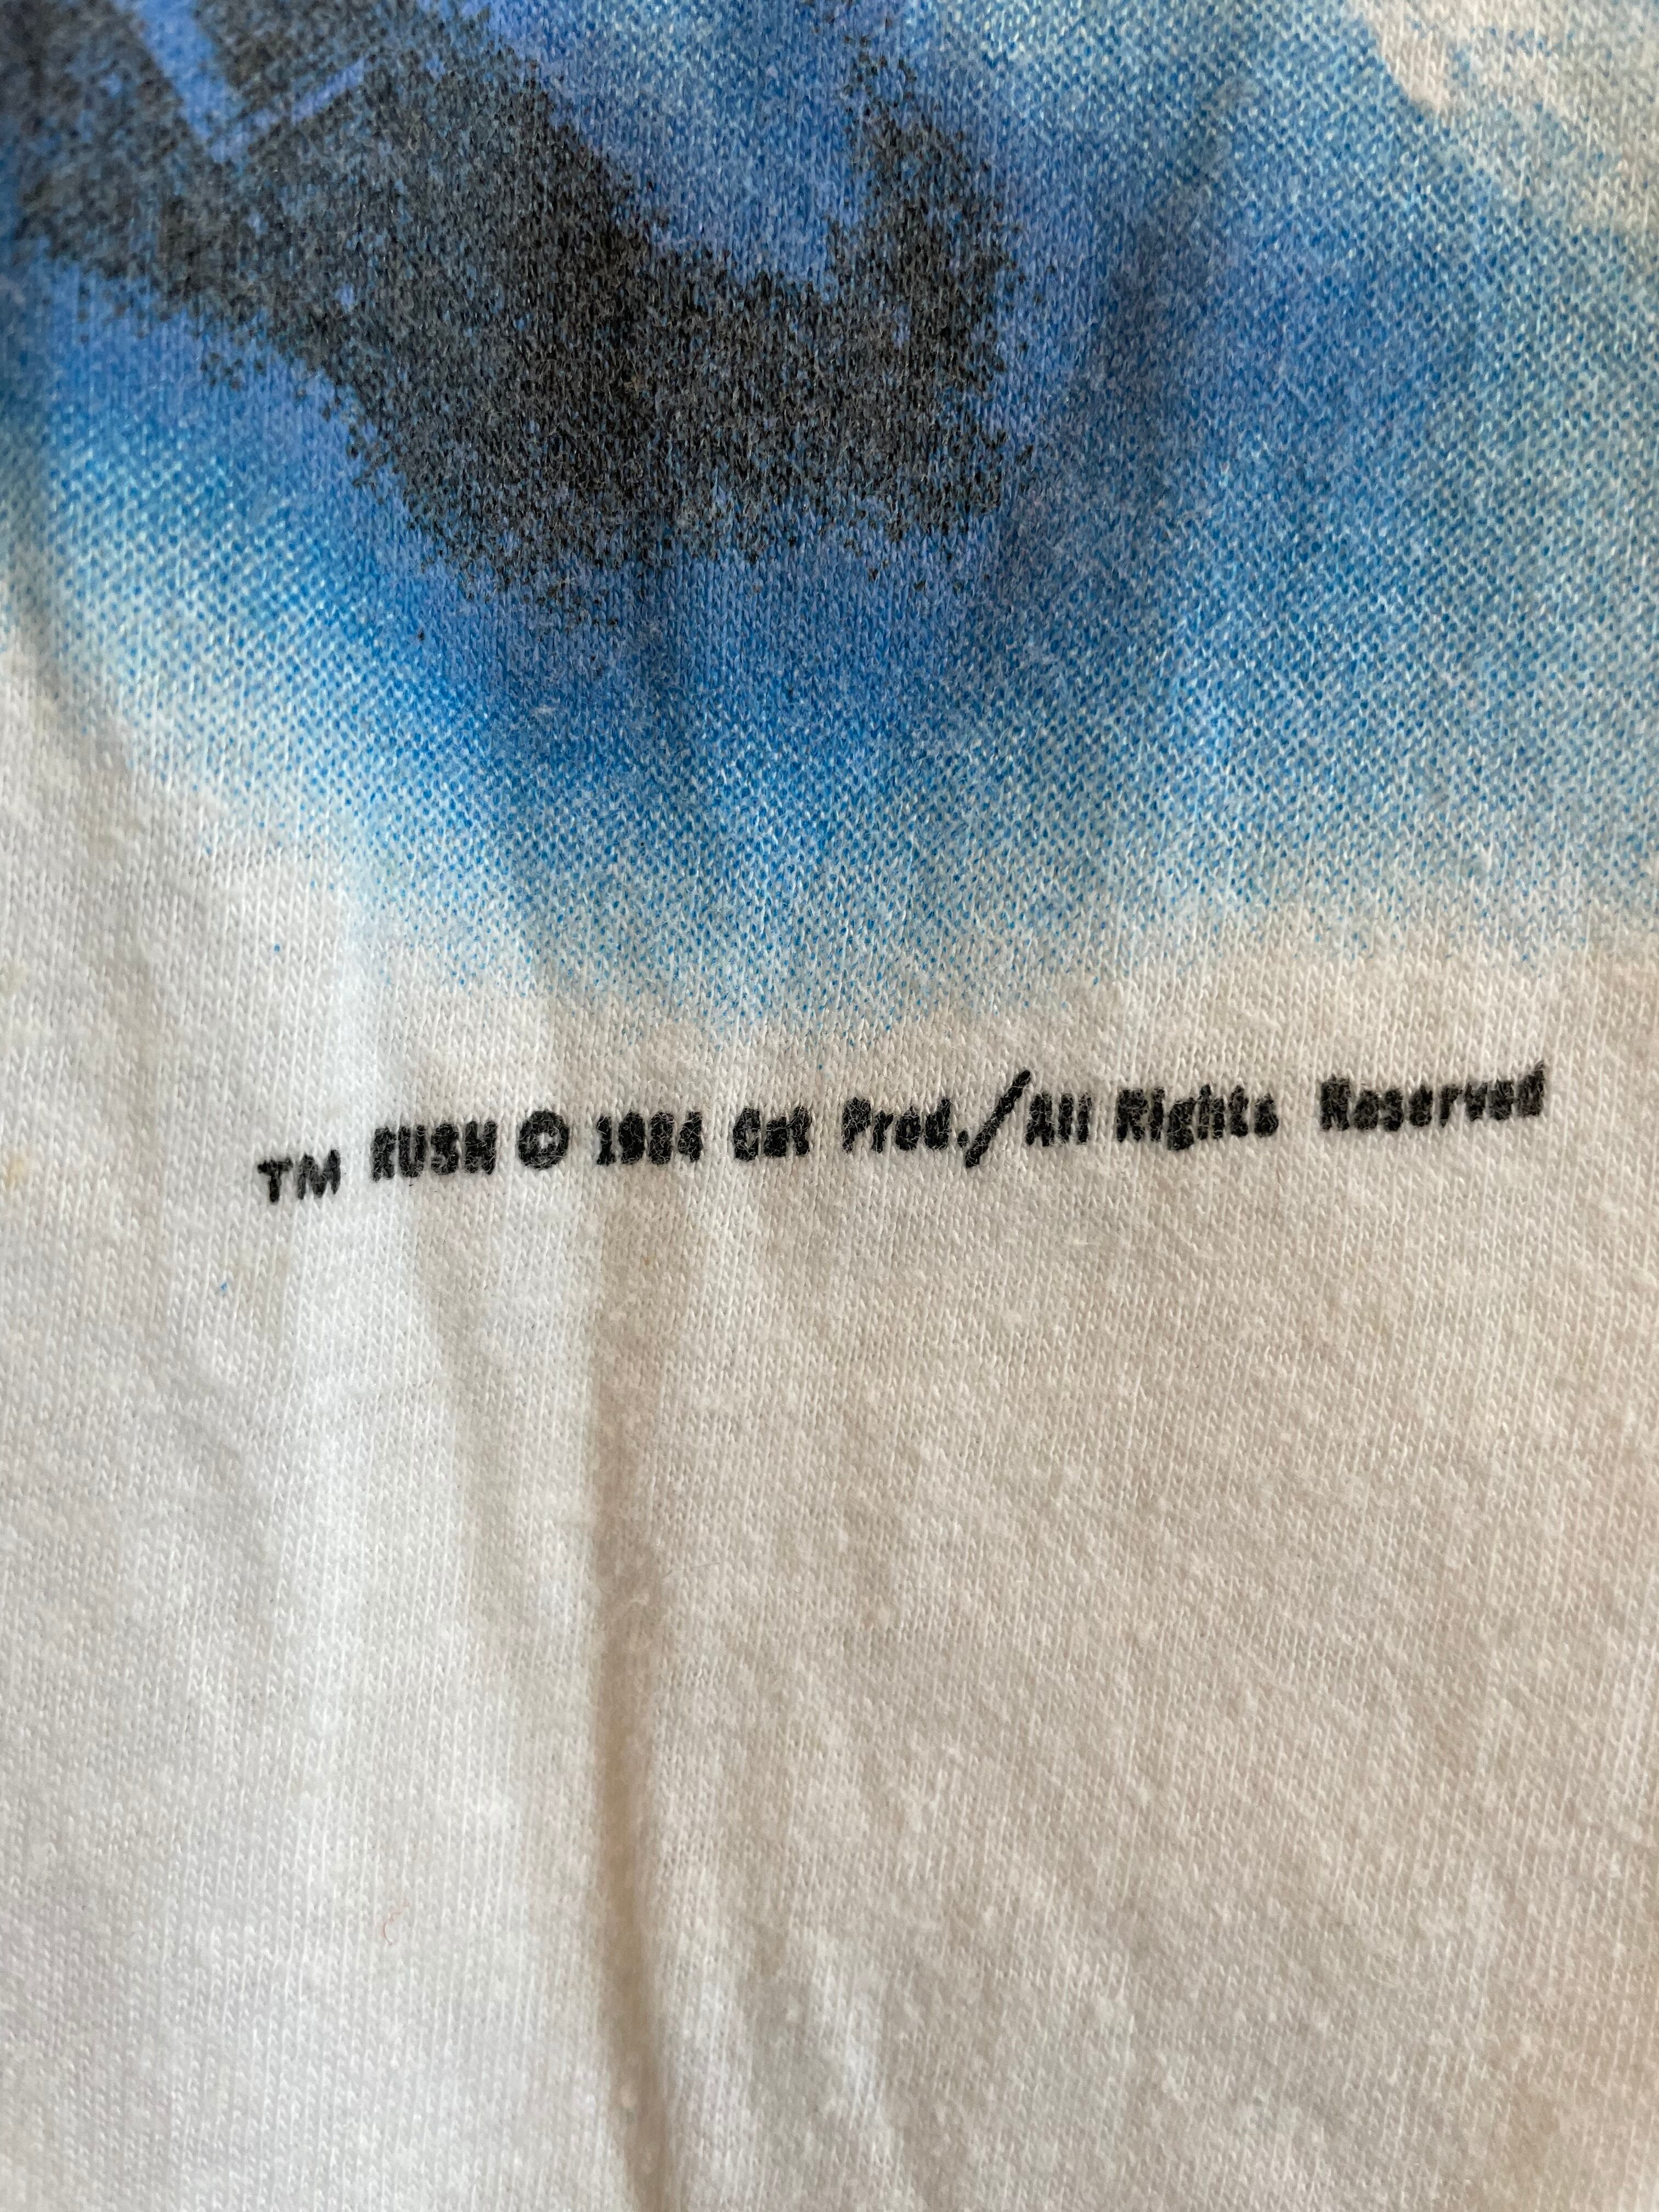 TM RUSH © 1984 Cat Prod./All Rights Reserved